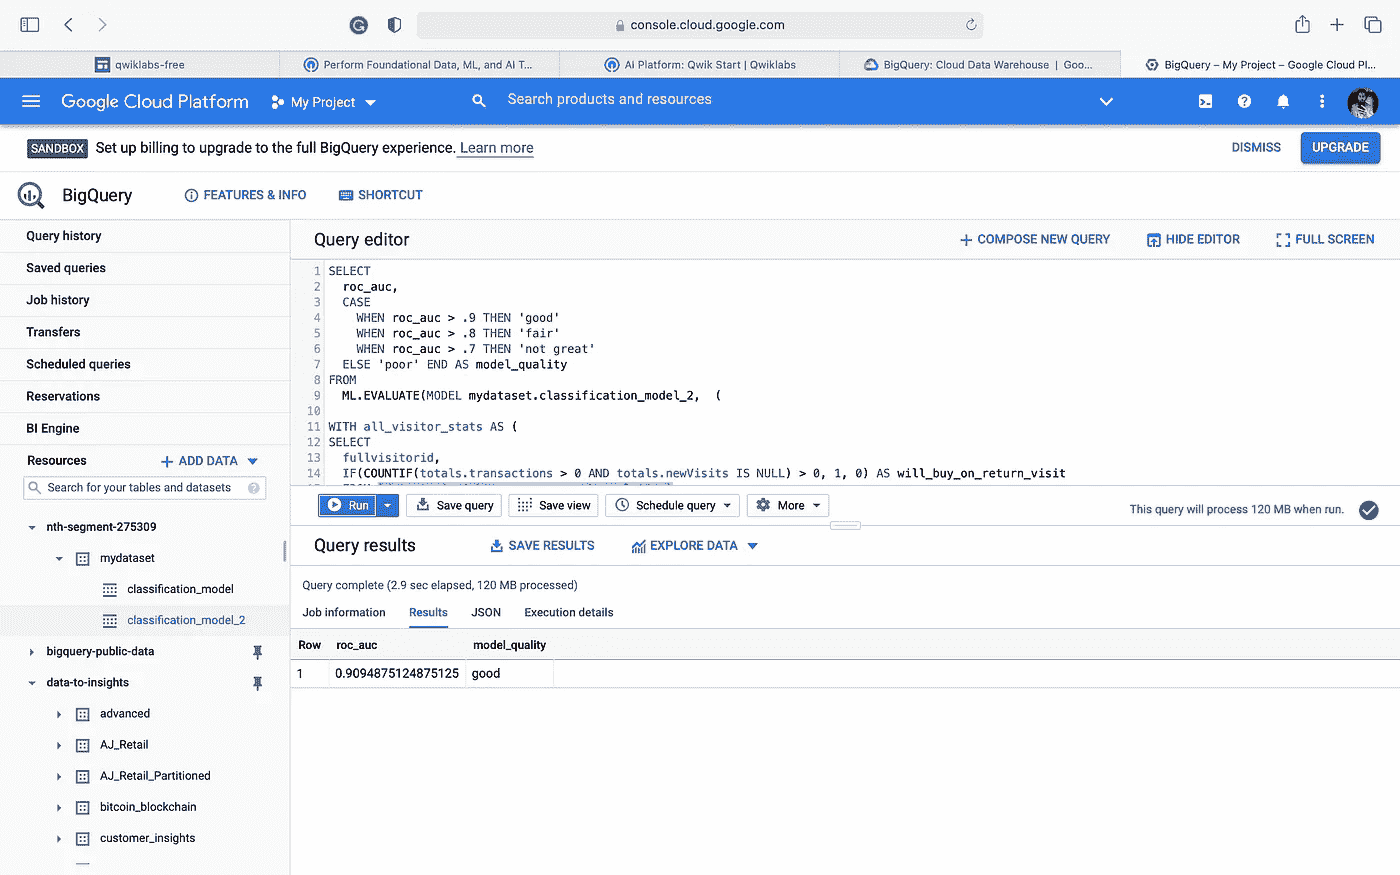 console.cloud.google.com
qwiklabs-free
Perform Foundational Data, ML, and AI T...
AI Platform: Qwik Start | Qwiklabs
BigQuery: Cloud Data Warehouse | Goo...
BigQuery – My Project – Google Cloud Pl...
Google Cloud Platform
My Project
Search products and resources
SANDBOX Set up billing to upgrade to the full BigQuery experience. Learn more
DISMISS
UPGRADE
BigQuery
FEATURES & INFO
SHORTCUT
Query history
Saved queries
Job history
Transfers
Scheduled queries
Reservations
BI Engine
Resources
ADD DATA
Search for your tables and datasets
nth-segment-275309
mydataset
classification_model
classification_model_2
bigquery-public-data
data-to-insights
advanced
AJ_Retail
AJ_Retail_Partitioned
bitcoin_blockchain
customer_insights
Query editor
COMPOSE NEW QUERY
HIDE EDITOR
FULL SCREEN
1 SELECT
2 roc_auc,
3 CASE
4 WHEN roc_auc > .9 THEN 'good'
5 WHEN roc_auc > .8 THEN 'fair'
6 WHEN roc_auc > .7 THEN 'not great'
7 ELSE 'poor' END AS model_quality
8 FROM
9 ML.EVALUATE(MODEL mydataset.classification_model_2, (
10
11 WITH all_visitor_stats AS (
12 SELECT
13 fullvisitorid,
14 IF(COUNTIF(totals.transactions > 0 AND totals.newVisits IS NULL) > 0, 1, 0) AS will_buy_on_return_visit
Run
Save query
Save view
Schedule query
More
This query will process 120 MB when run.
Query results
SAVE RESULTS
EXPLORE DATA
Query complete (2.9 sec elapsed, 120 MB processed)
Job information
Results
JSON
Execution details
Row roc_auc model_quality
1 0.9094875124875125 good